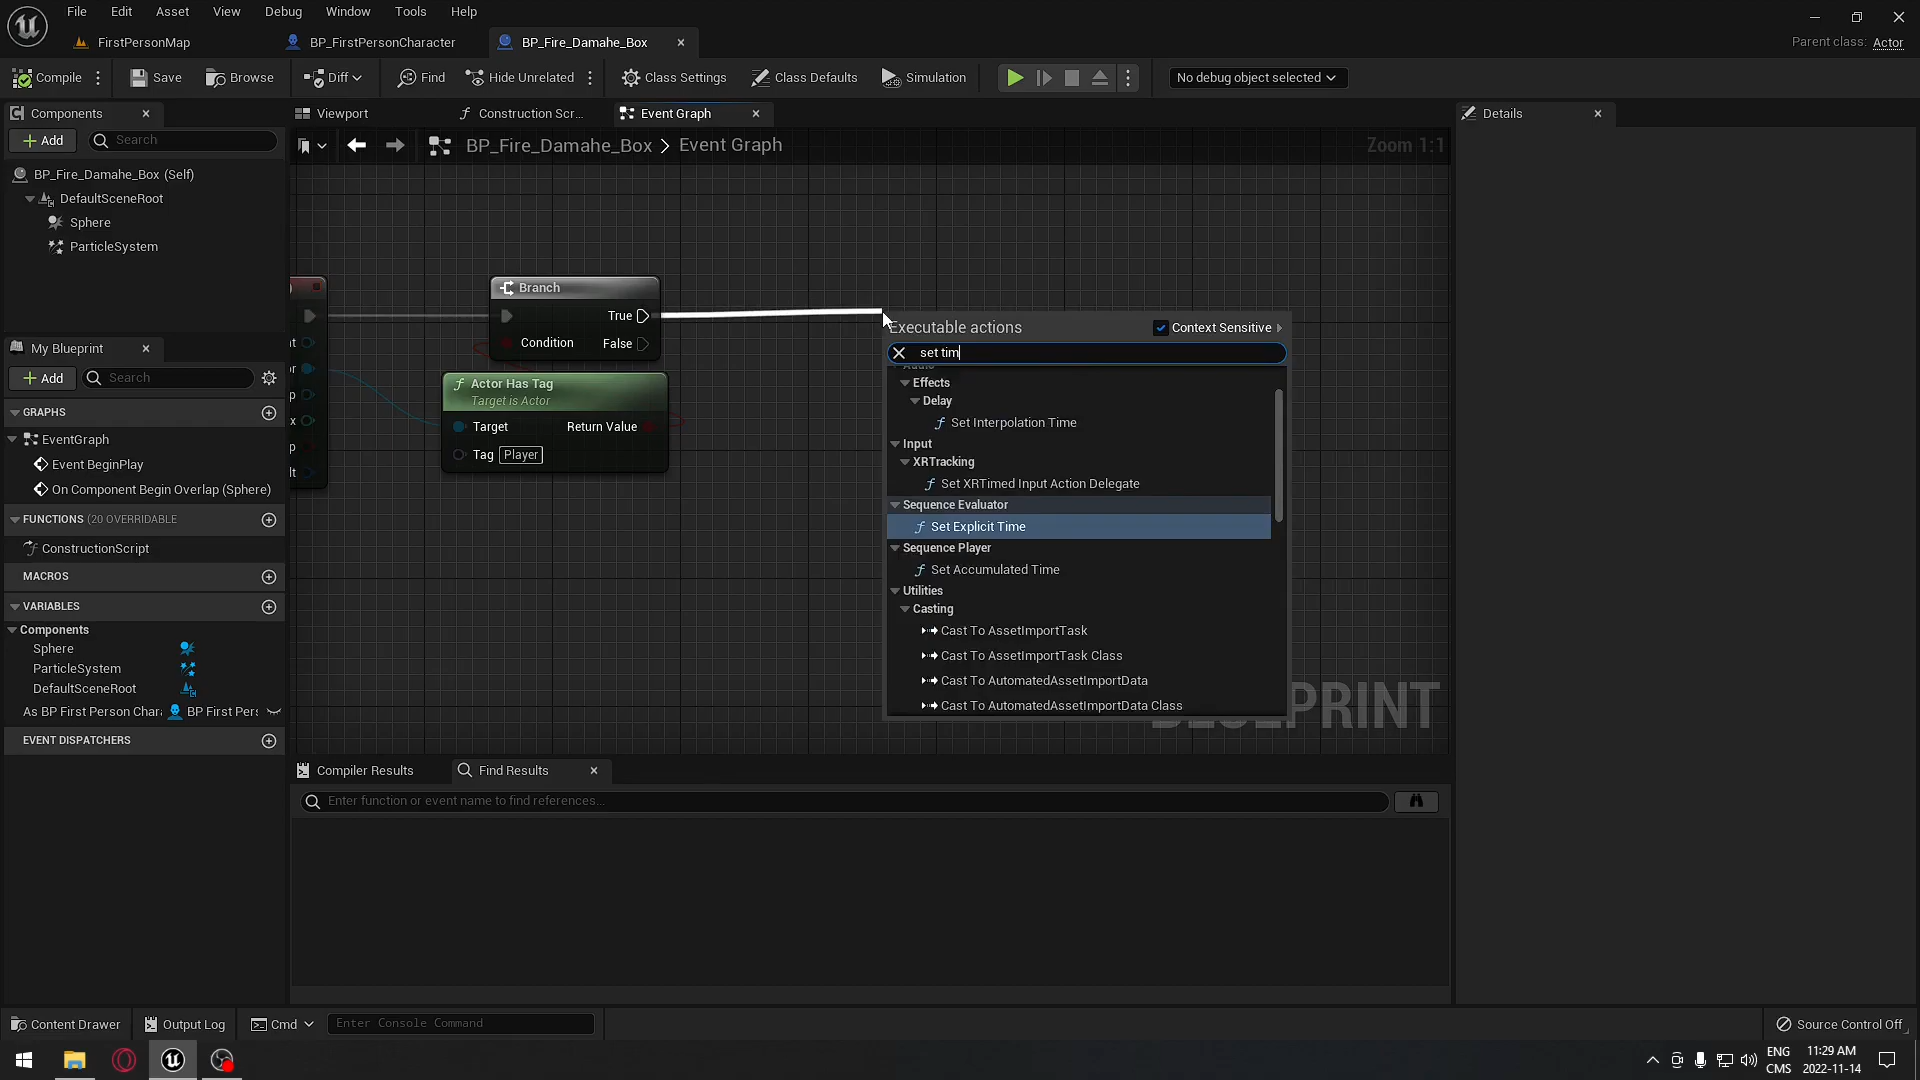 File Edit Asset View Debug Window Tools Help
FirstPersonMap BP_FirstPersonCharacter BP_Fire_Damahe_Box
Parent class: Actor
Compile Save Browse Diff Find Hide Unrelated Class Settings Class Defaults Simulation No debug object selected
Components
Add Search
BP_Fire_Damahe_Box (Self)
DefaultSceneRoot
Sphere
ParticleSystem
My Blueprint
Add Search
GRAPHS
EventGraph
Event BeginPlay
On Component Begin Overlap (Sphere)
FUNCTIONS (20 OVERRIDABLE
ConstructionScript
MACROS
VARIABLES
Components
Sphere
ParticleSystem
DefaultSceneRoot
As BP First Person Chara BP First Pers
EVENT DISPATCHERS
Viewport Construction Scr... Event Graph
BP_Fire_Damahe_Box > Event Graph
Zoom 1:1
Branch
True
Condition False
Actor Has Tag
Target is Actor
Target Return Value
Tag Player
Executable actions Context Sensitive
set tim
Audio
Effects
Delay
Set Interpolation Time
Input
XRTracking
Set XRTimed Input Action Delegate
Sequence Evaluator
Set Explicit Time
Sequence Player
Set Accumulated Time
Utilities
Casting
Cast To AssetImportTask
Cast To AssetImportTask Class
Cast To AutomatedAssetImportData
Cast To AutomatedAssetImportData Class
Compiler Results Find Results
Enter function or event name to find references...
Details
Content Drawer Output Log Cmd Enter Console Command Source Control Off
ENG 11:29 AM
CMS 2022-11-14